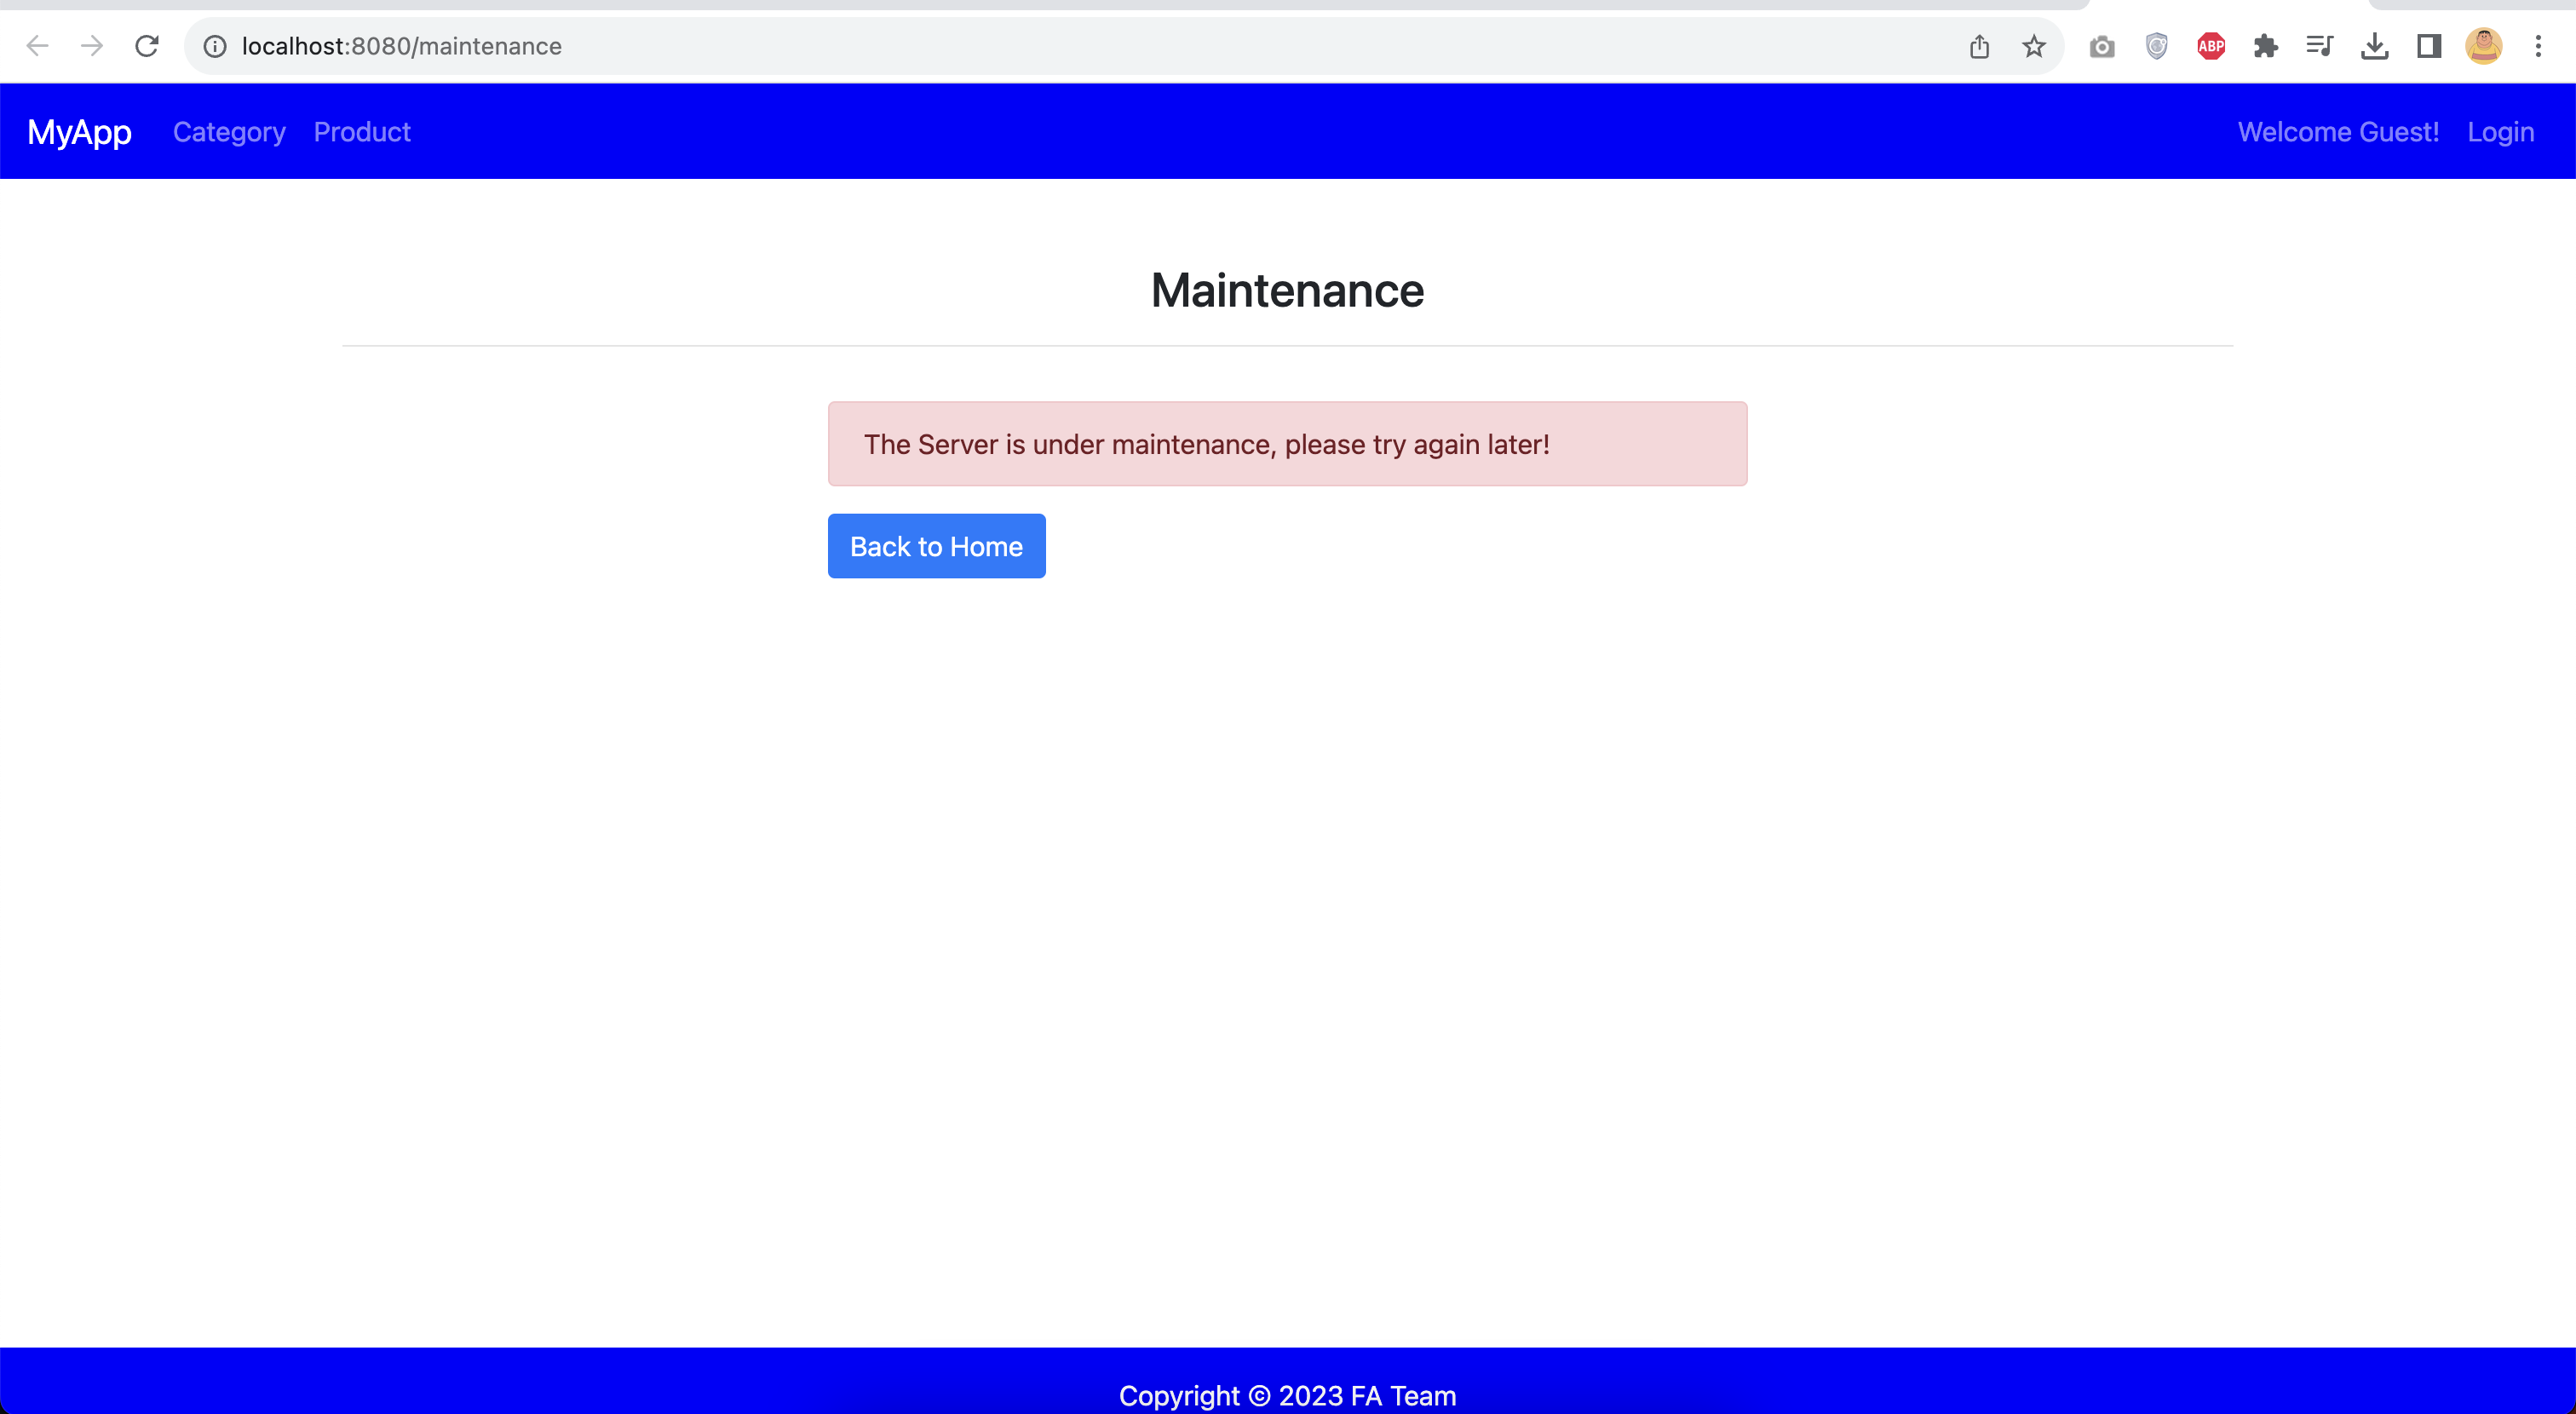 localhost:8080/maintenance
ABP
MyApp Category Product Welcome Guest! Login
Maintenance
The Server is under maintenance, please try again later!
Back to Home
Copyright © 2023 FA Team